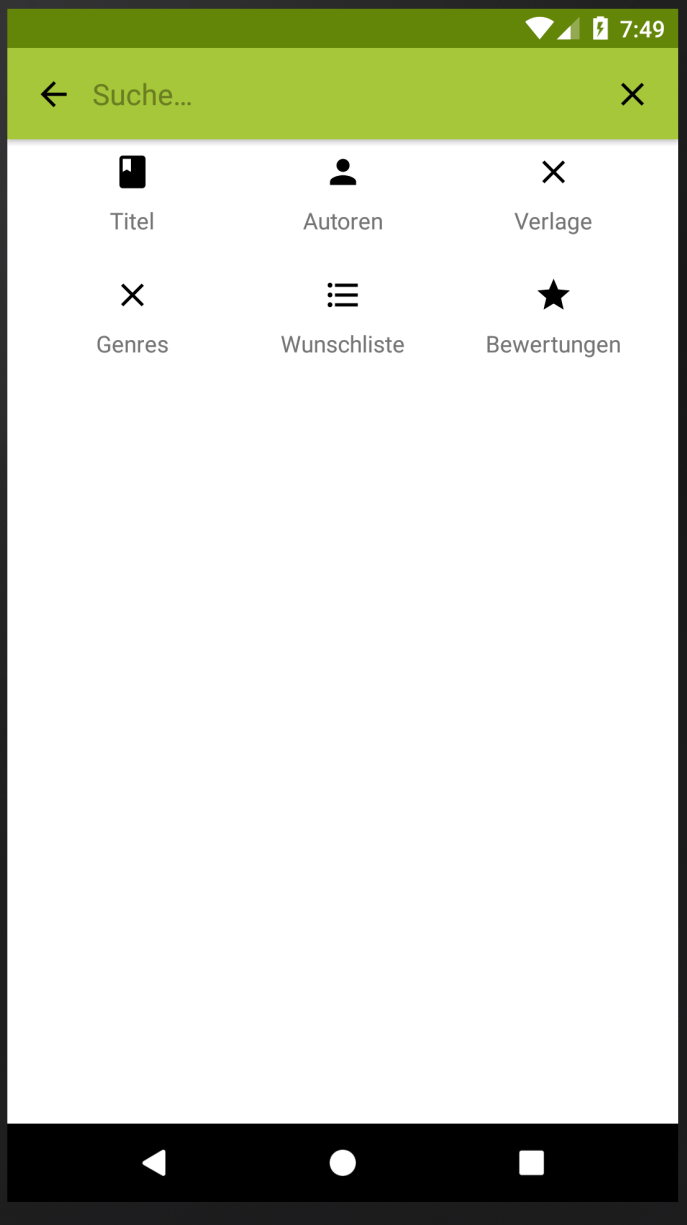 7:49
Suche…
Titel Autoren Verlage
Genres Wunschliste Bewertungen